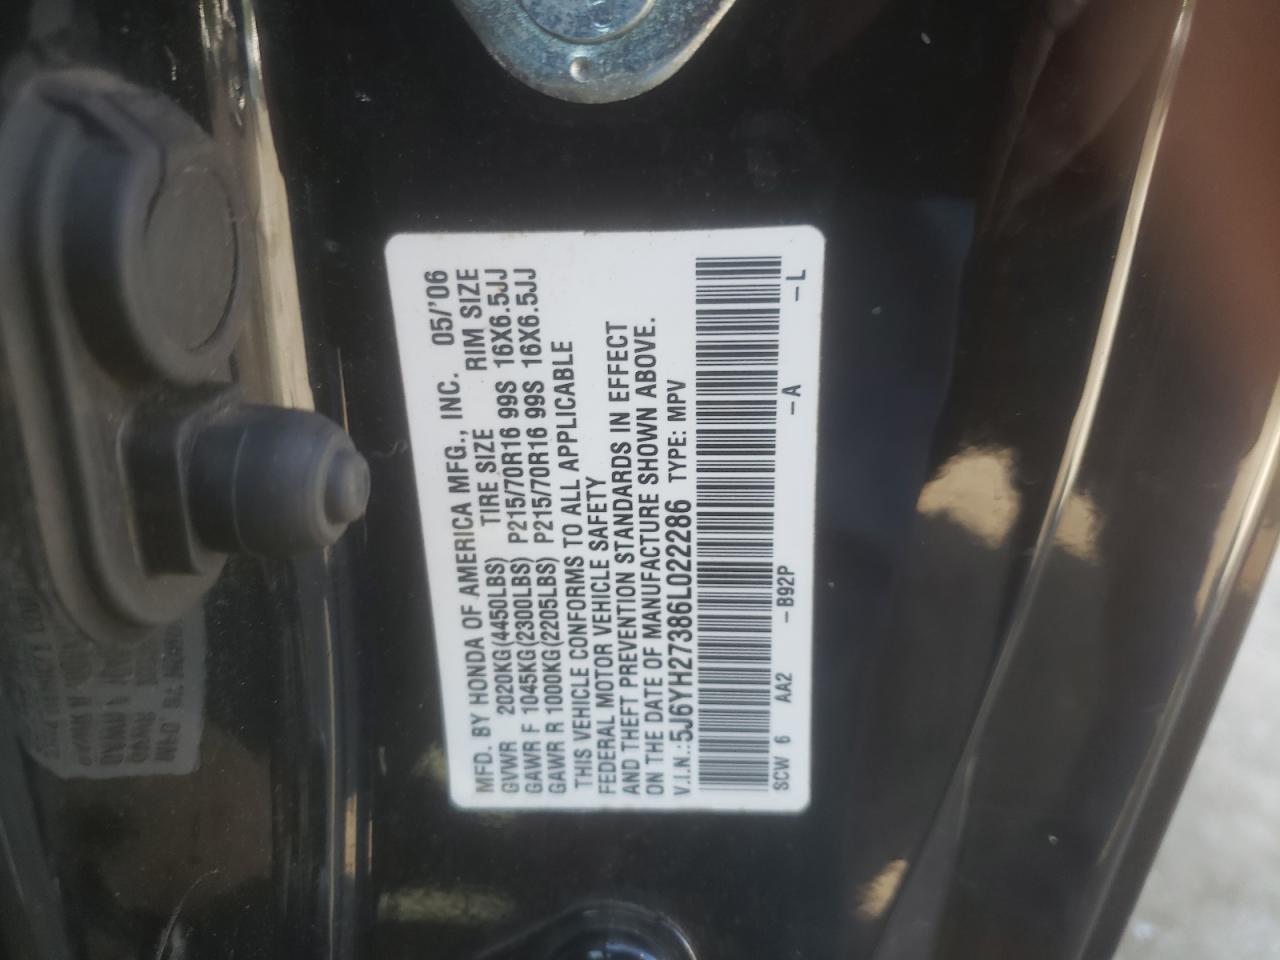 MFD. BY HONDA OF AMERICA MFG., INC. 05/'06
GVWR 2020KG(4450LBS) TIRE SIZE RIM SIZE
GAWR F 1045KG(2300LBS) P215/70R16 99S 16X6.5JJ
GAWR R 1000KG(2205LBS) P215/70R16 99S 16X6.5JJ
THIS VEHICLE CONFORMS TO ALL APPLICABLE
FEDERAL MOTOR VEHICLE SAFETY
AND THEFT PREVENTION STANDARDS IN EFFECT
ON THE DATE OF MANUFACTURE SHOWN ABOVE.
V.I.N.:5J6YH27386L022286 TYPE: MPV
SCW 6 AA2 -B92P -A -L